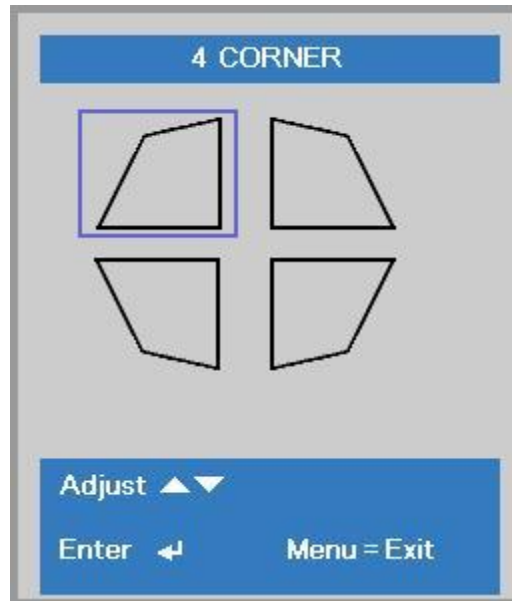 4 CORNER
Adjust ▲▼
Enter ↵ Menu = Exit